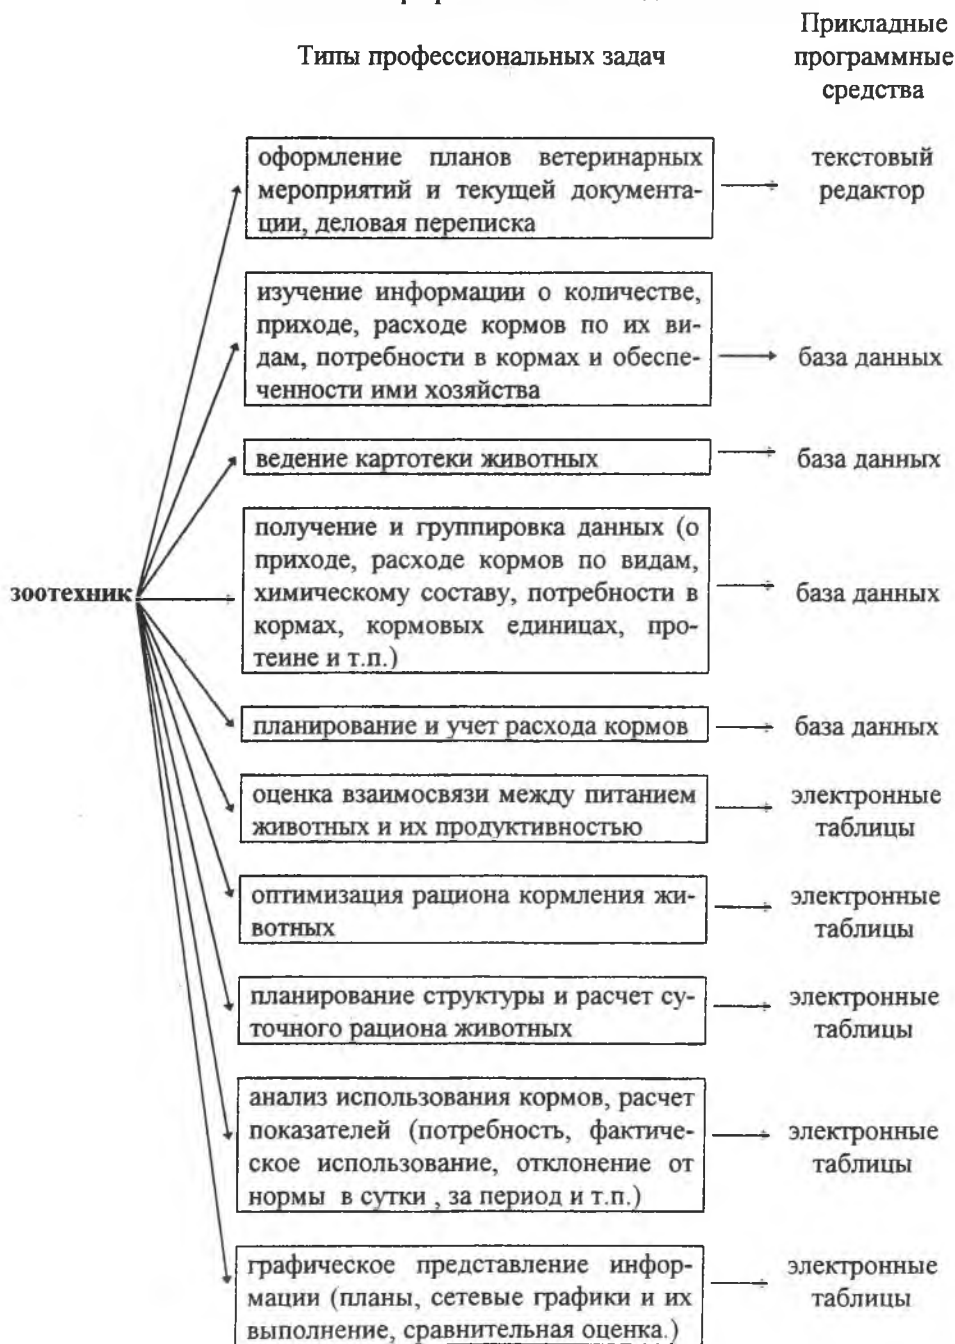 Прикладные
Типы профессиональных задач
программные
средства
оформление планов ветеринарных
мероприятий и текущей документа-
ции, деловая переписка
текстовый
редактор
изучение информации о количестве,
приходе, расходе кормов по их ви-
дам, потребности в кормах и обеспе-
ченности ими хозяйства
база данных
ведение картотеки животных
база данных
зоотехник
получение и группировка данных (о
приходе, расходе кормов по видам,
химическому составу, потребности в
кормах, кормовых единицах, про-
теине и т.п.)
база данных
планирование и учет расхода кормов
база данных
оценка взаимосвязи между питанием
животных и их продуктивностью
электронные
таблицы
оптимизация рациона кормления жи-
вотных
электронные
таблицы
планирование структуры и расчет су-
точного рациона животных
электронные
таблицы
анализ использования кормов, расчет
показателей (потребность, фактиче-
ское использование, отклонение от
нормы в сутки , за период и т.п.)
электронные
таблицы
графическое представление инфор-
мации (планы, сетевые графики и их
выполнение, сравнительная оценка.)
электронные
таблицы